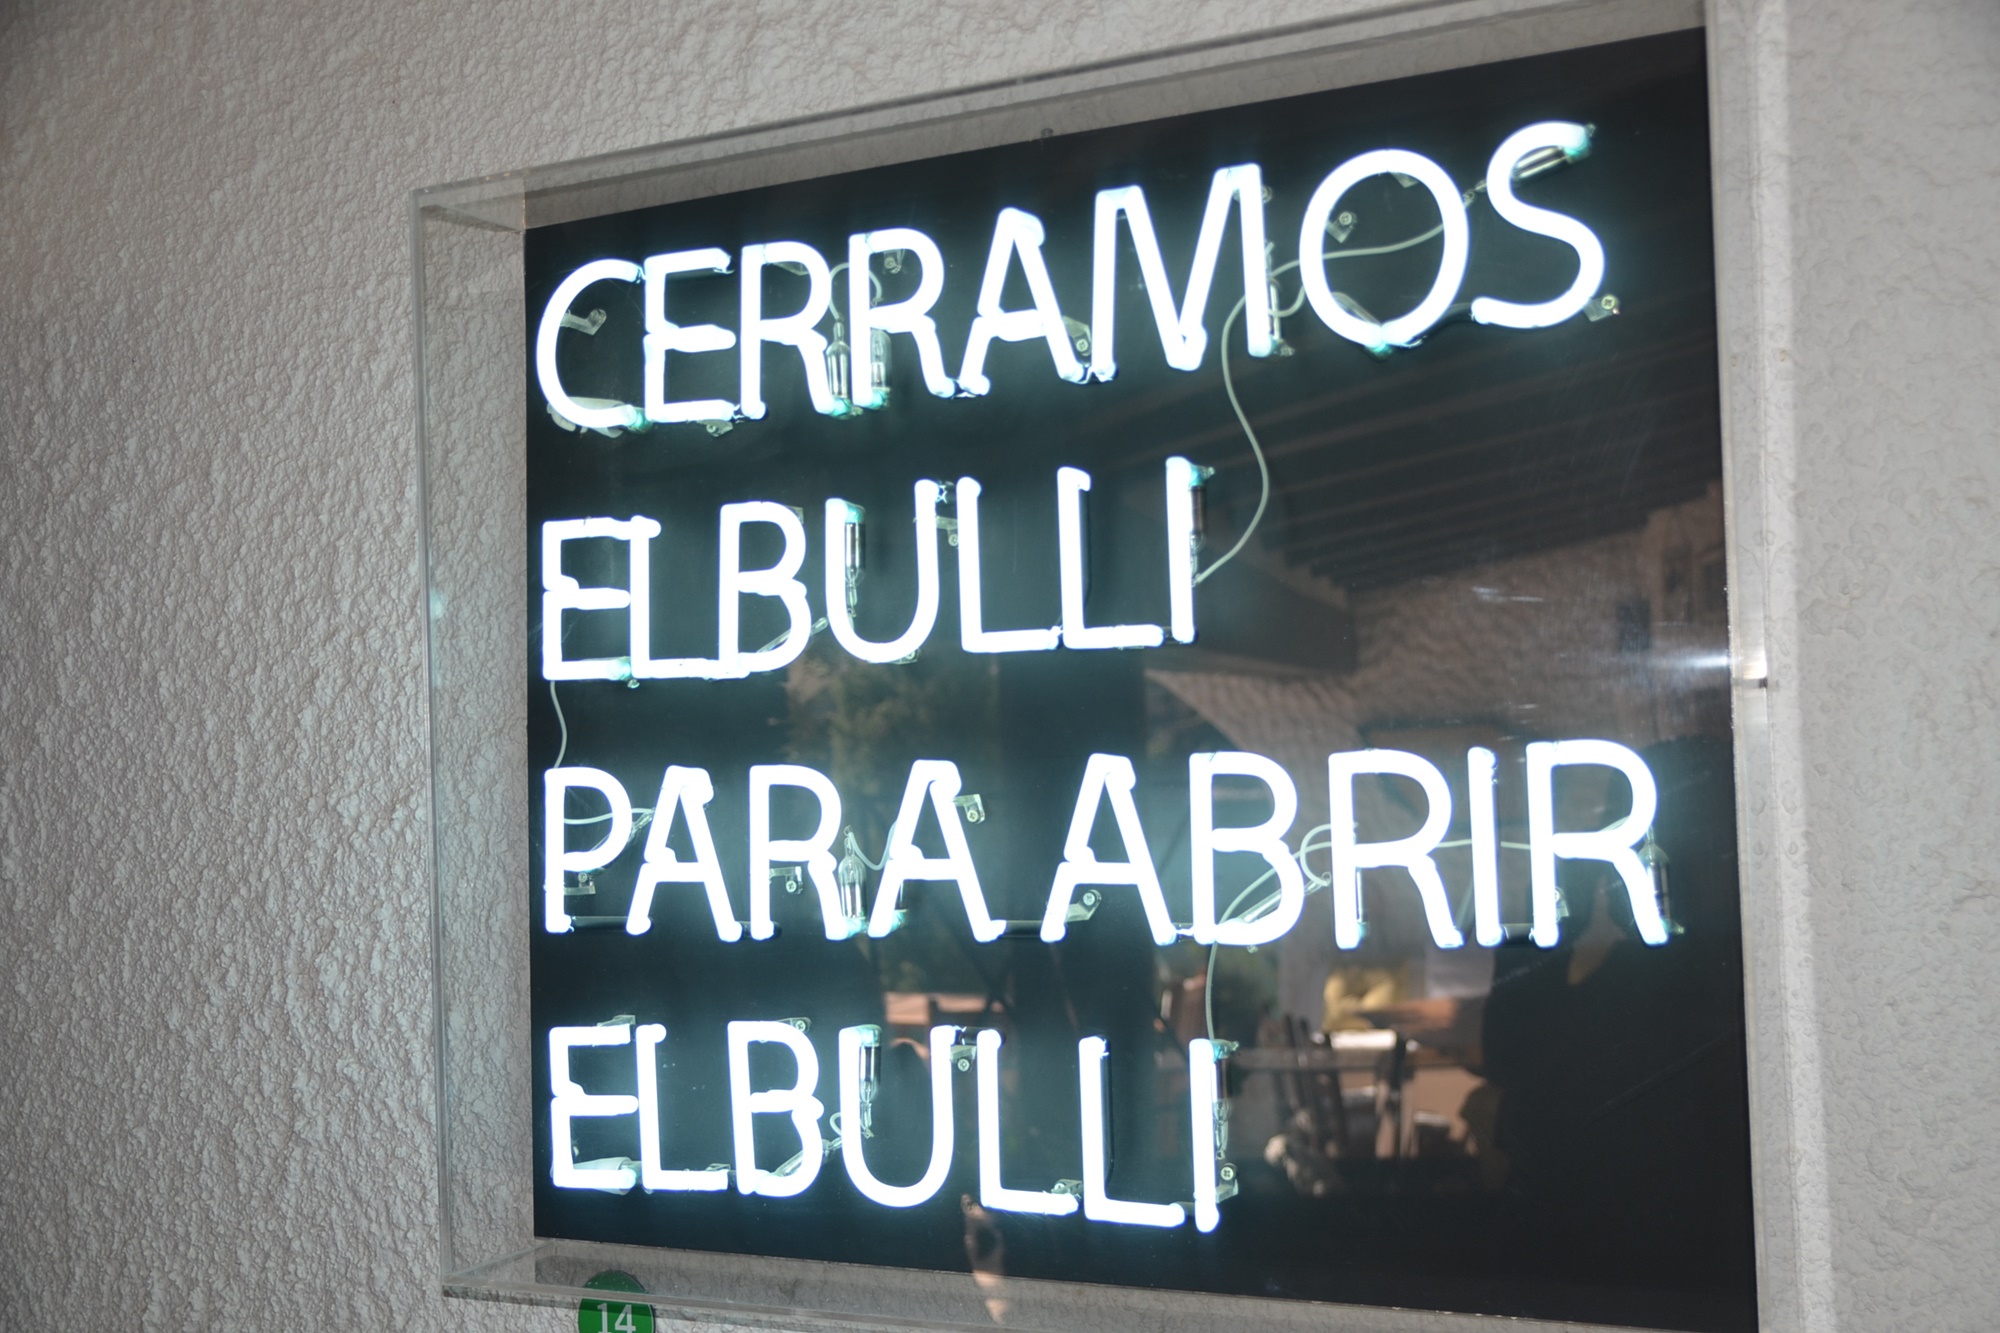 CERRAMOS
ELBULLI
PARA ABRIR
ELBULLI
14